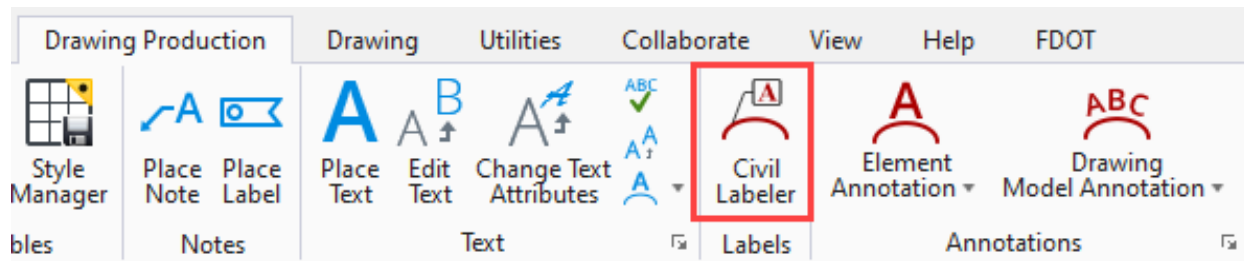 Drawing Production Drawing Utilities Collaborate View Help FDOT
Style Manager
Place Note
Place Label
Place Text
Edit Text
Change Text Attributes
ABC
Civil Labeler
Element Annotation
Drawing Model Annotation
bles Notes Text Labels Annotations